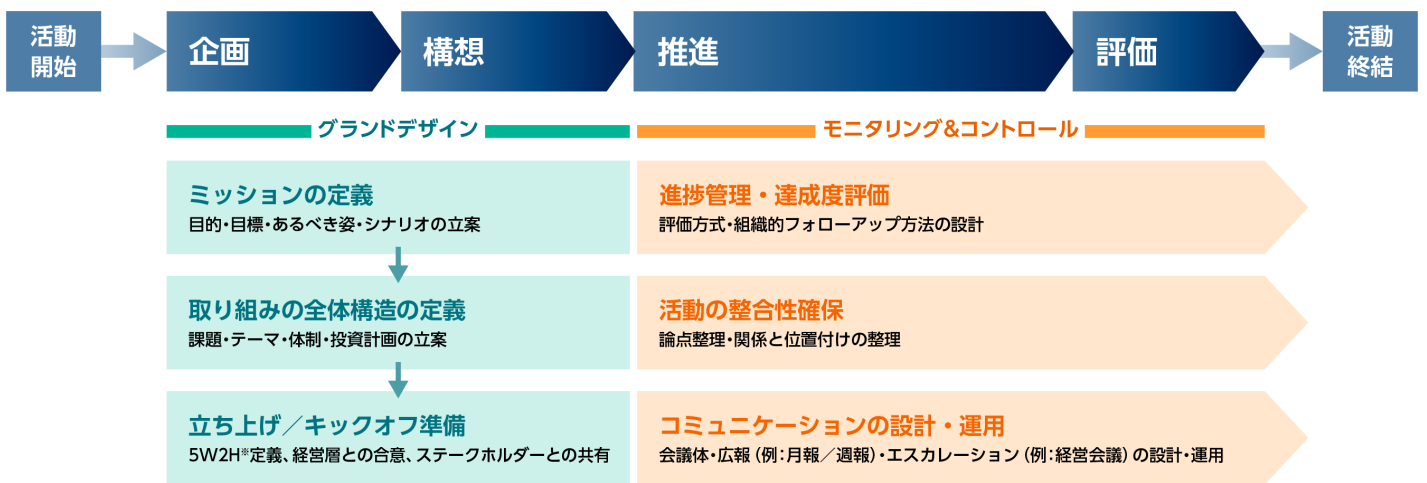 活動
開始
企画
構想
推進
評価
活動
終結
グランドデザイン
モニタリング&コントロール
ミッションの定義
目的・目標・あるべき姿・シナリオの立案
進捗管理・達成度評価
評価方式・組織的フォローアップ方法の設計
取り組みの全体構造の定義
課題・テーマ・体制・投資計画の立案
活動の整合性確保
論点整理・関係と位置付けの整理
立ち上げ／キックオフ準備
5W2H※定義、経営層との合意、ステークホルダーとの共有
コミュニケーションの設計・運用
会議体・広報（例：月報／週報）・エスカレーション（例：経営会議）の設計・運用